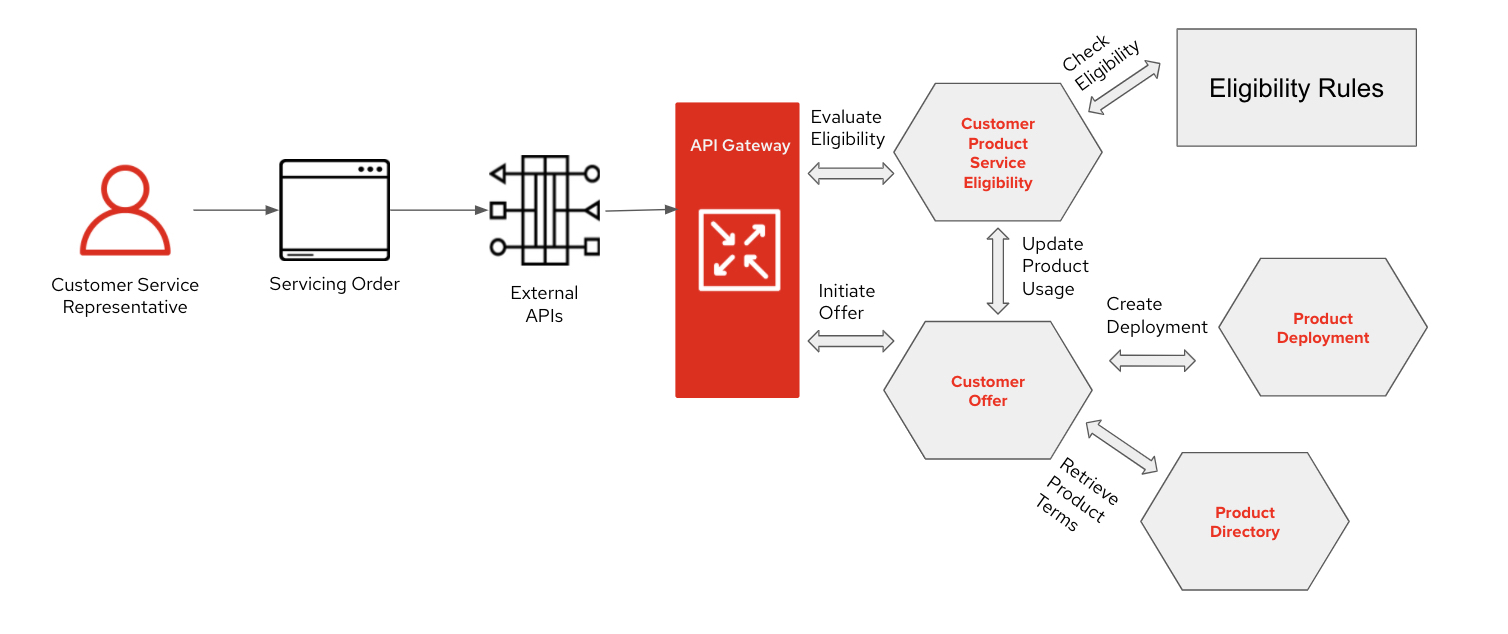 Customer Service
Representative
Servicing Order
External
APIs
API Gateway
Evaluate
Eligibility
Initiate
Offer
Customer
Product
Service
Eligibility
Check
Eligibility
Eligibility Rules
Update
Product
Usage
Customer
Offer
Create
Deployment
Product
Deployment
Retrieve
Product
Terms
Product
Directory